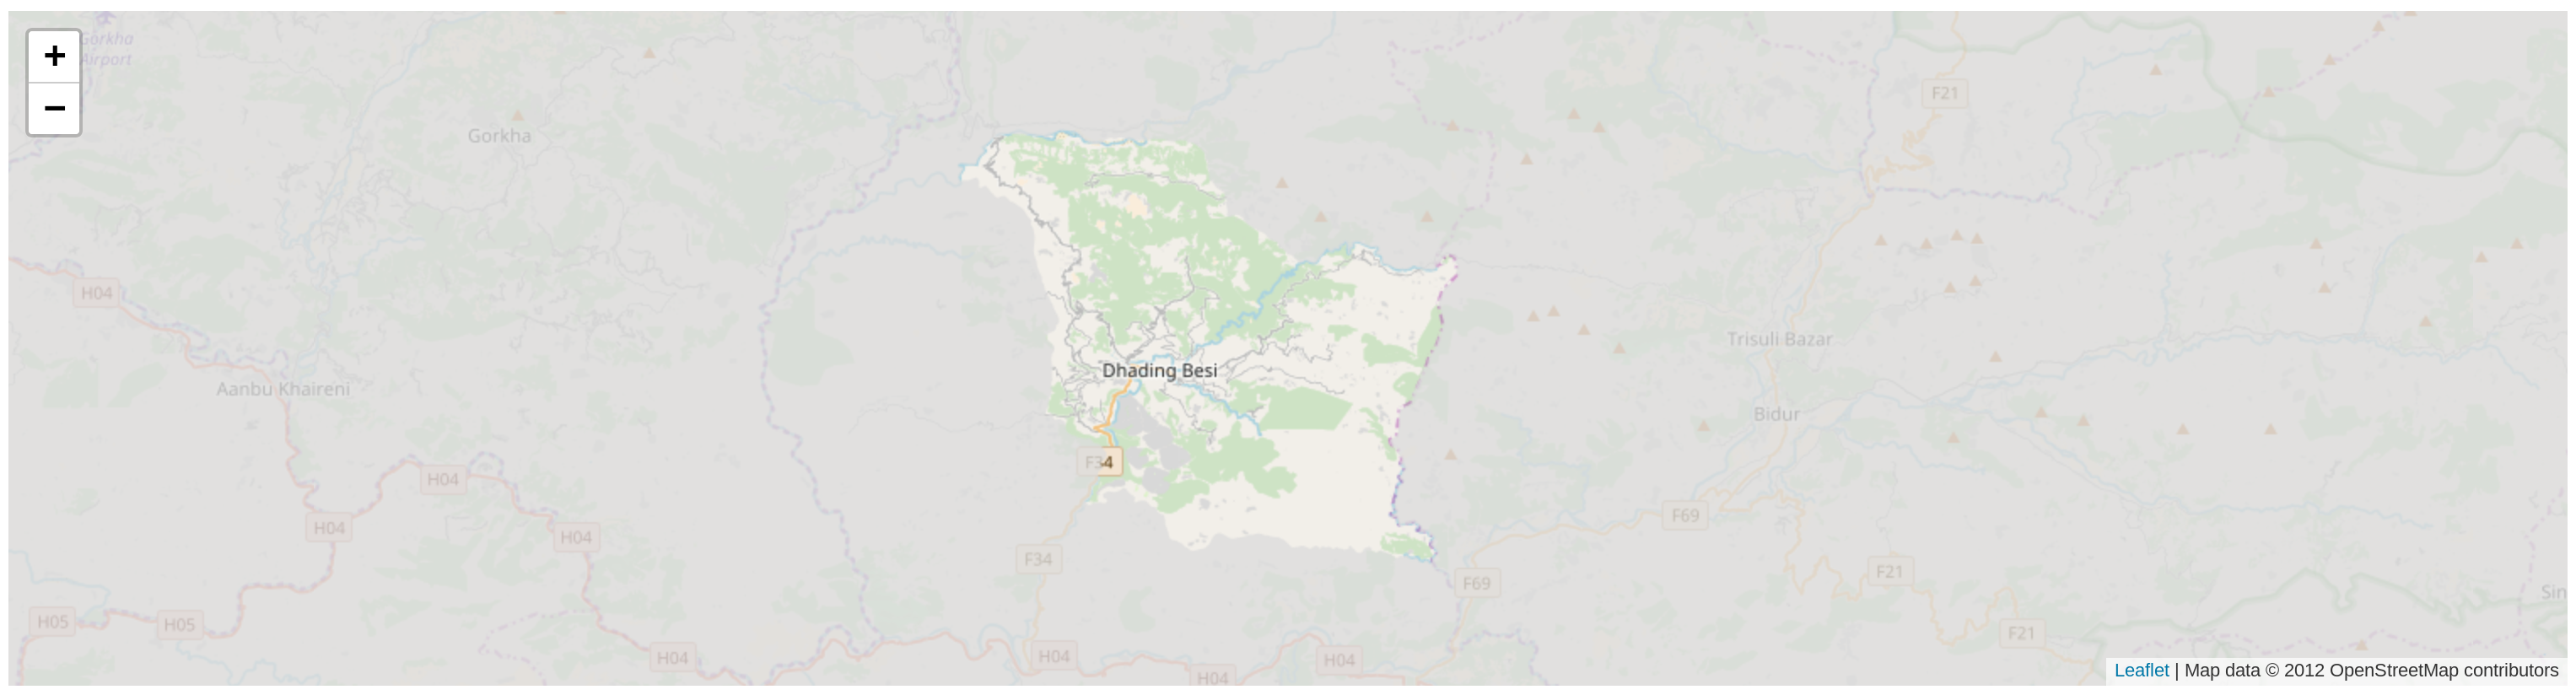 Gorkha
Airport
+
−
F21
Gorkha
H04
Trisuli Bazar
Dhading Besi
Aanbu Khaireni
Bidur
F34
H04
F69
H04
H04
F34
F21
F69
Sin
H05
H05
F21
H04
H04
H04
H04
Leaflet | Map data © 2012 OpenStreetMap contributors